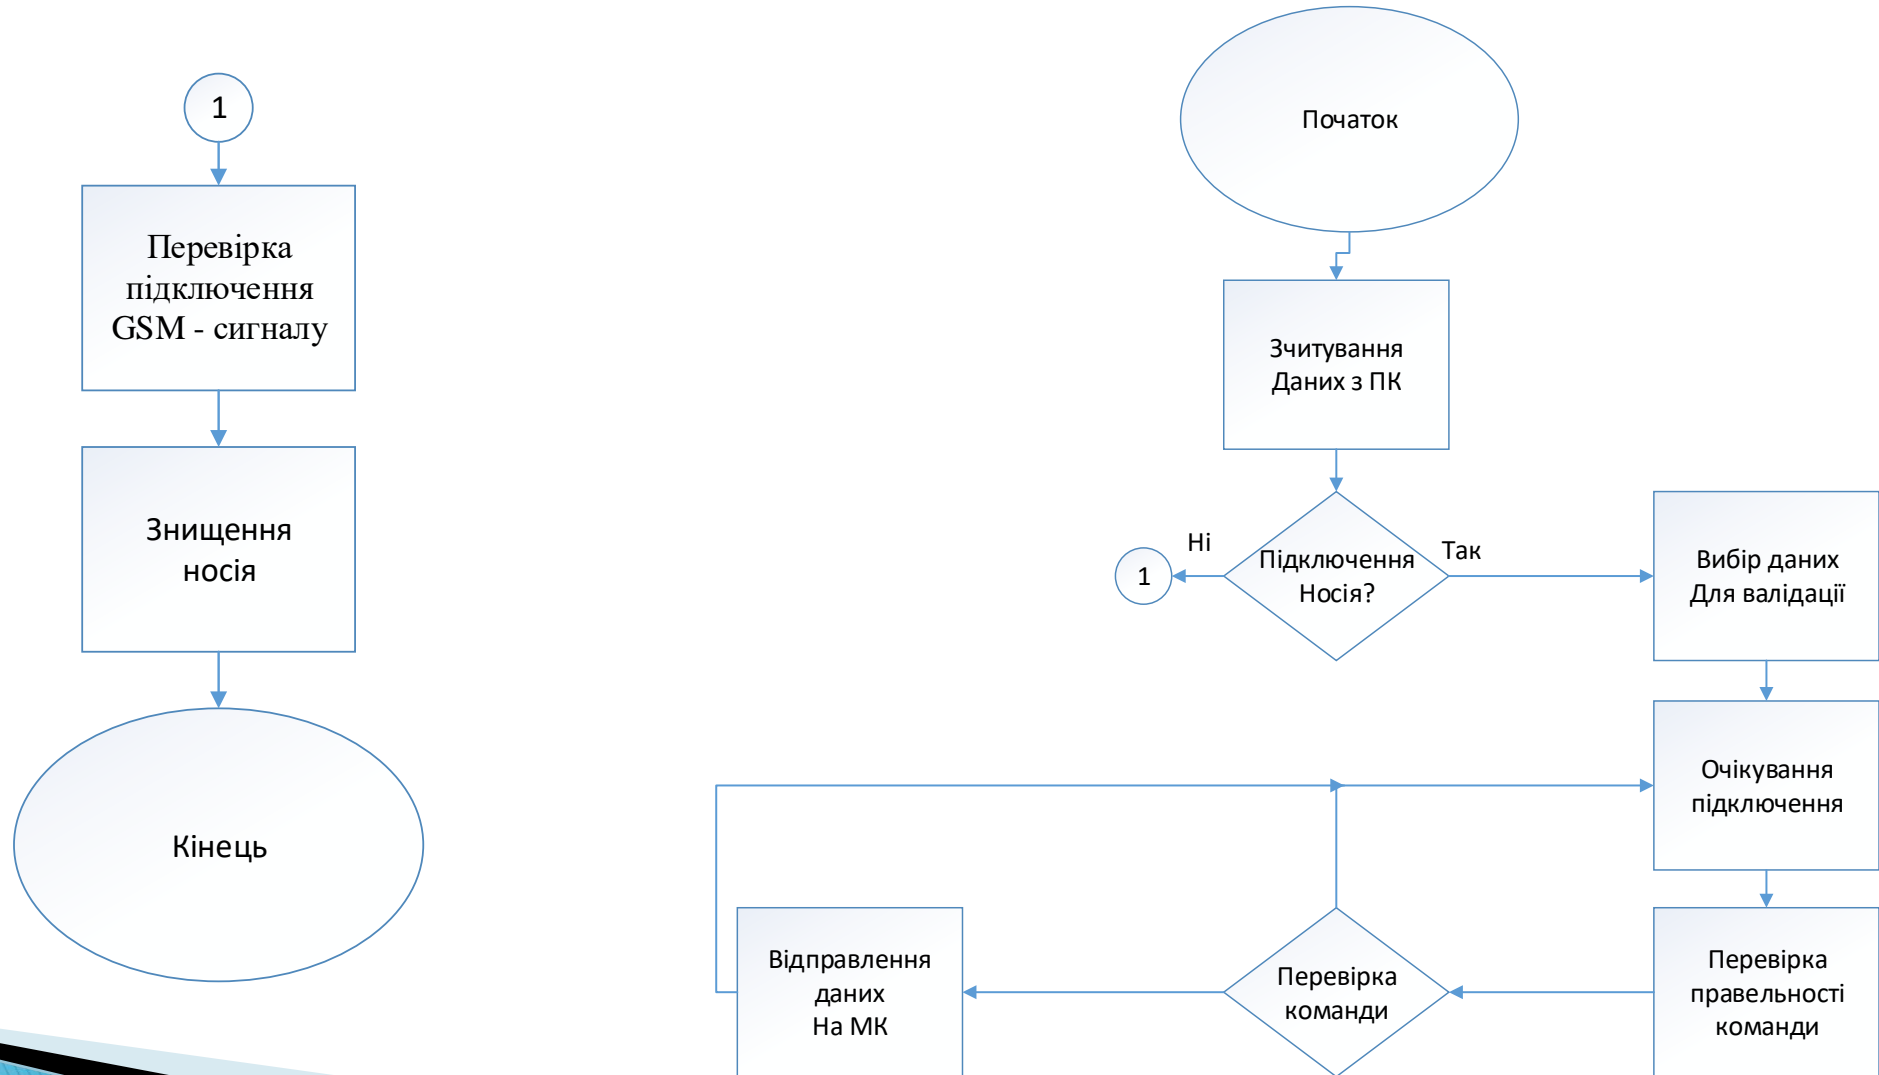 1
Перевірка
підключення
GSM - сигналу
Знищення
носія
Кінець
Початок
Зчитування
Даних з ПК
Ні
Підключення
Носія?
Так
1
Вибір даних
Для валідації
Очікування
підключення
Перевірка
правельності
команди
Перевірка
команди
Відправлення
даних
На МК